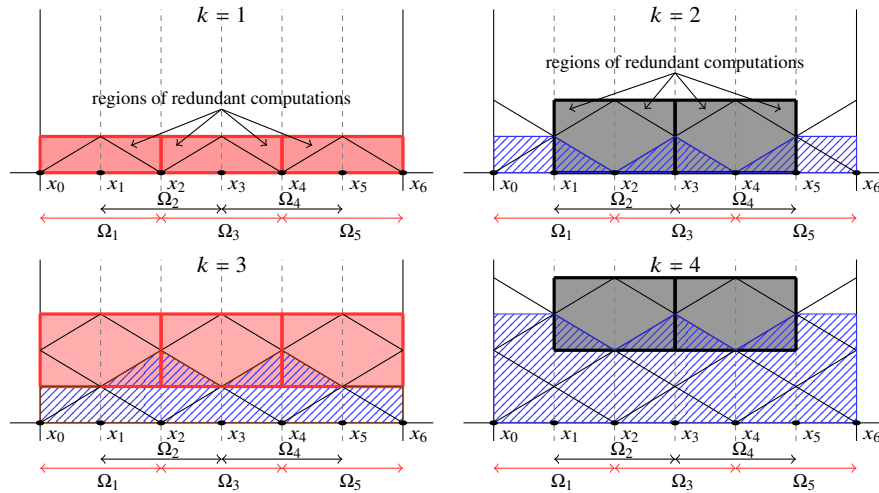 k = 1
regions of redundant computations
x0 x1 x2 x3 x4 x5 x6
Ω2 Ω4
Ω1 Ω3 Ω5
k = 2
regions of redundant computations
x0 x1 x2 x3 x4 x5 x6
Ω2 Ω4
Ω1 Ω3 Ω5
k = 3
x0 x1 x2 x3 x4 x5 x6
Ω2 Ω4
Ω1 Ω3 Ω5
k = 4
x0 x1 x2 x3 x4 x5 x6
Ω2 Ω4
Ω1 Ω3 Ω5